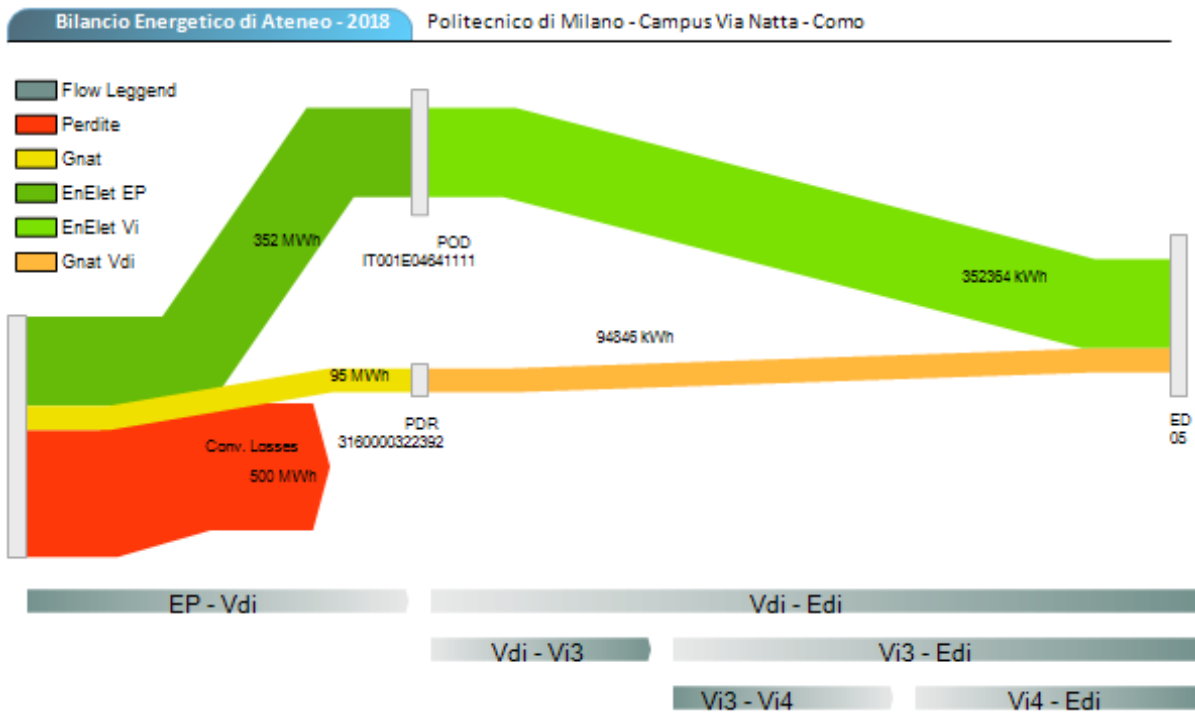 Bilancio Energetico di Ateneo - 2018
Politecnico di Milano - Campus Via Natta - Como
Flow Leggend
Perdite
Gnat
EnElet EP
EnElet Vi
Gnat Vdi
352 MWh
POD
IT001E04641111
352364 kWh
94846 kWh
95 MWh
PDR
3160000322392
ED
05
Conv. Losses
500 MWh
EP - Vdi
Vdi - Edi
Vdi - Vi3
Vi3 - Edi
Vi3 - Vi4
Vi4 - Edi